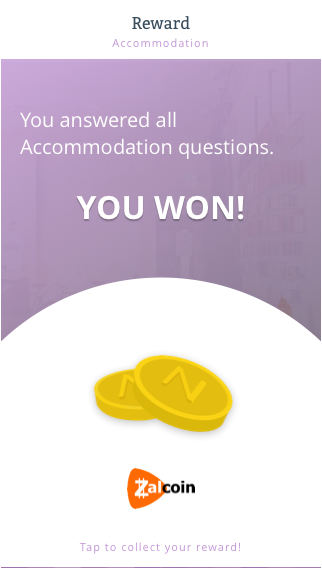 Reward
Accommodation
You answered all
Accommodation questions.
YOU WON!
N N
Zalcoin
Tap to collect your reward!